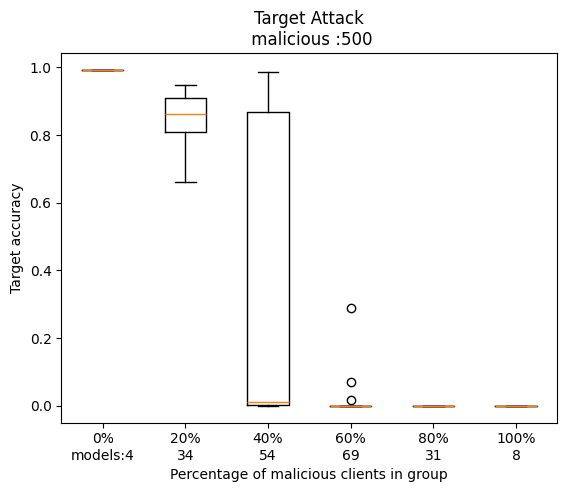 Target Attack
malicious :500
Target accuracy
1.0
0.8
0.6
0.4
0.2
0.0
0% 20% 40% 60% 80% 100%
models:4 34 54 69 31 8
Percentage of malicious clients in group